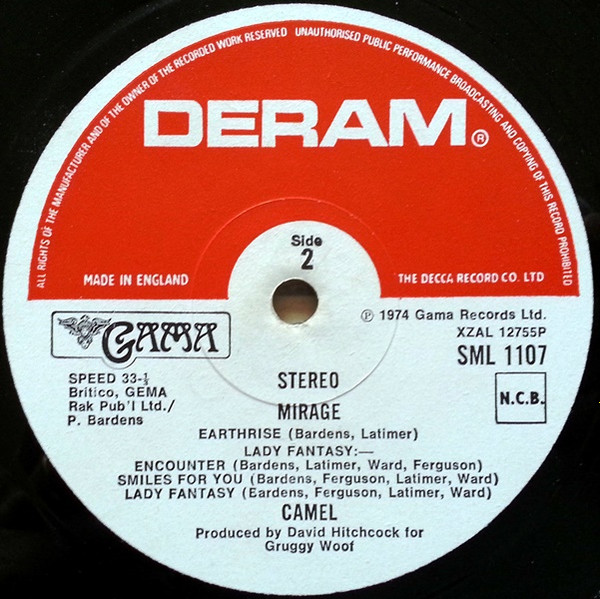 ALL RIGHTS OF THE MANUFACTURER AND OF THE OWNER OF THE RECORDED WORK RESERVED   UNAUTHORISED PUBLIC PERFORMANCE BROADCASTING AND COPYING OF THIS RECORD PROHIBITED
DERAM®
Side
2
MADE IN ENGLAND
THE DECCA RECORD CO. LTD
GAMA
℗ 1974 Gama Records Ltd.
XZAL 12755P
SML 1107
SPEED 33-⅓
Britico, GEMA
Rak Pub'l Ltd./
P. Bardens
N.C.B.
STEREO
MIRAGE
EARTHRISE (Bardens, Latimer)
LADY FANTASY:—
ENCOUNTER (Bardens, Latimer, Ward, Ferguson)
SMILES FOR YOU (Bardens, Ferguson, Latimer, Ward)
LADY FANTASY (Eardens, Ferguson, Latimer, Ward)
CAMEL
Produced by David Hitchcock for
Gruggy Woof